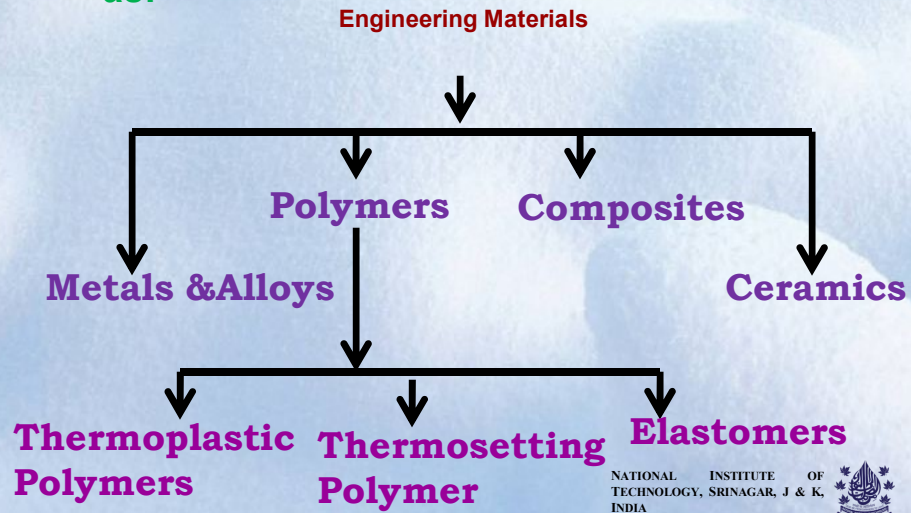 Engineering Materials
Polymers
Composites
Metals &Alloys
Ceramics
Thermoplastic
Polymers
Thermosetting
Polymer
Elastomers
NATIONAL INSTITUTE OF
TECHNOLOGY, SRINAGAR, J & K,
INDIA